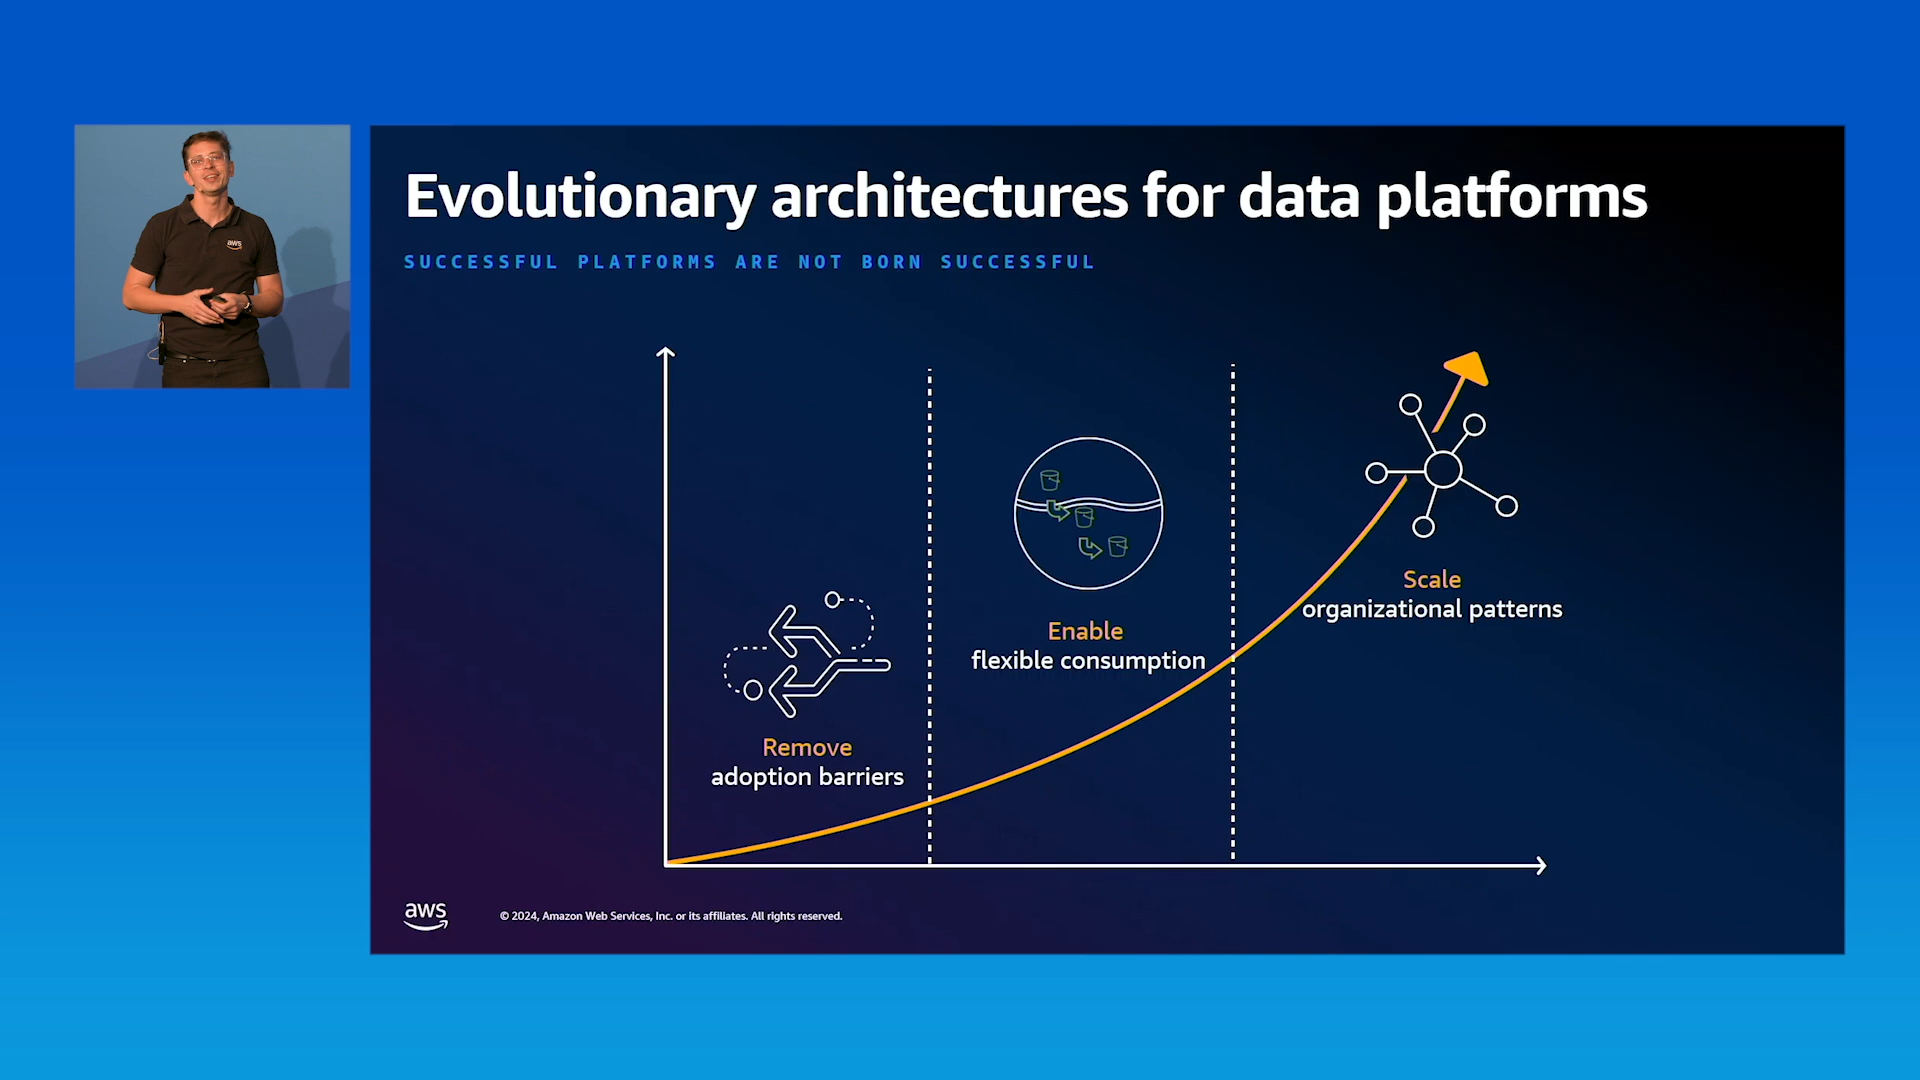 aws
Evolutionary architectures for data platforms
SUCCESSFUL PLATFORMS ARE NOT BORN SUCCESSFUL
Scale
organizational patterns
Enable
flexible consumption
Remove
adoption barriers
aws
© 2024, Amazon Web Services, Inc. or its affiliates. All rights reserved.